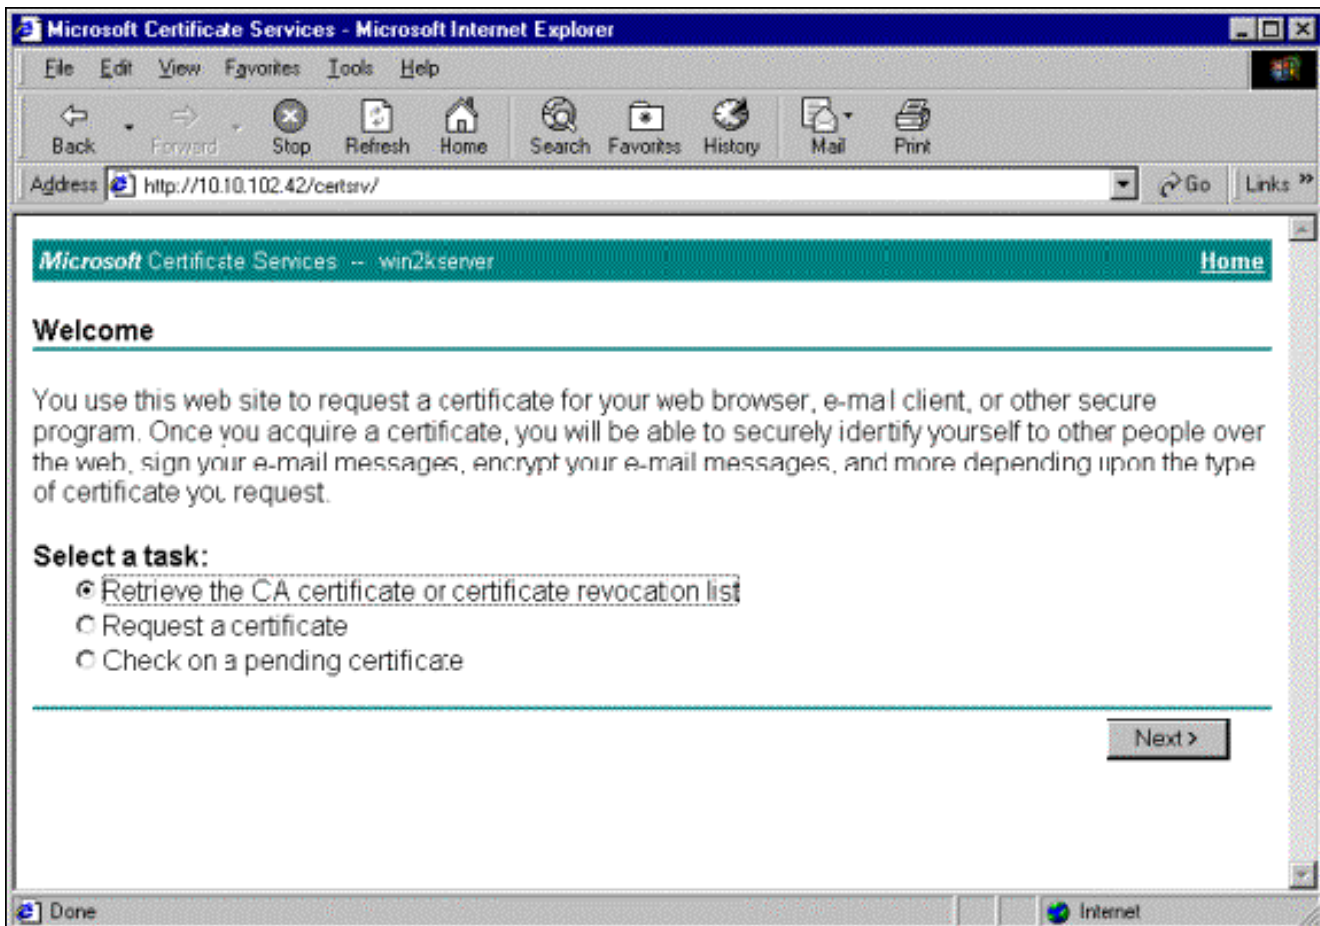 Microsoft Certificate Services - Microsoft Internet Explorer
File Edit View Favorites Tools Help
Back Forward Stop Refresh Home Search Favorites History Mail Print
Address http://10.10.102.42/certsrv/ Go Links »
Microsoft Certificate Services -- win2kserver Home
Welcome
You use this web site to request a certificate for your web browser, e-mail client, or other secure
program. Once you acquire a certificate, you will be able to securely identify yourself to other people over
the web, sign your e-mail messages, encrypt your e-mail messages, and more depending upon the type
of certificate you request.
Select a task:
Retrieve the CA certificate or certificate revocation list
Request a certificate
Check on a pending certificate
Next >
Done Internet